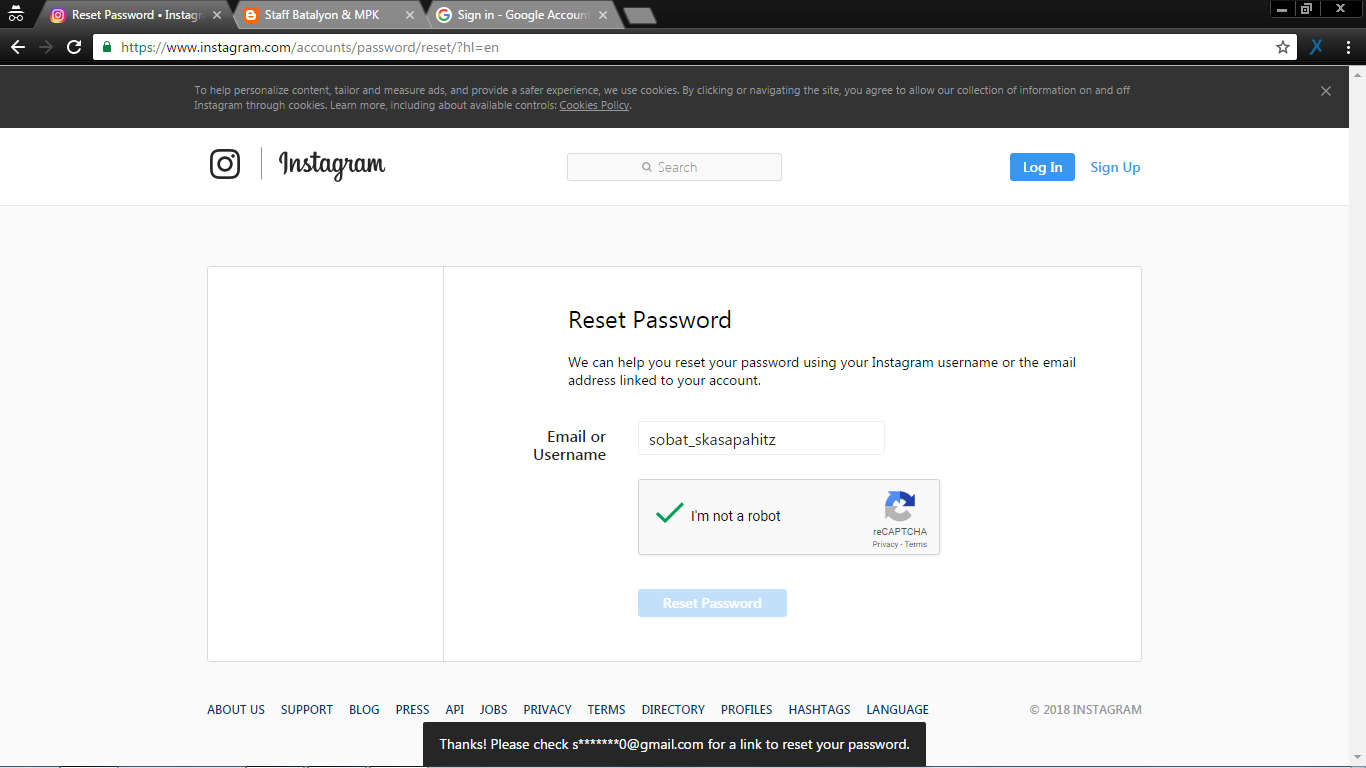 Reset Password • Instagr
Staff Batalyon & MPK
Sign in - Google Accoun
https://www.instagram.com/accounts/password/reset/?hl=en
To help personalize content, tailor and measure ads, and provide a safer experience, we use cookies. By clicking or navigating the site, you agree to allow our collection of information on and off
Instagram through cookies. Learn more, including about available controls: Cookies Policy.
Instagram
Search
Log In
Sign Up
Reset Password
We can help you reset your password using your Instagram username or the email
address linked to your account.
Email or
Username
sobat_skasapahitz
I'm not a robot
reCAPTCHA
Privacy - Terms
Reset Password
ABOUT US SUPPORT BLOG PRESS API JOBS PRIVACY TERMS DIRECTORY PROFILES HASHTAGS LANGUAGE
© 2018 INSTAGRAM
Thanks! Please check s*******0@gmail.com for a link to reset your password.